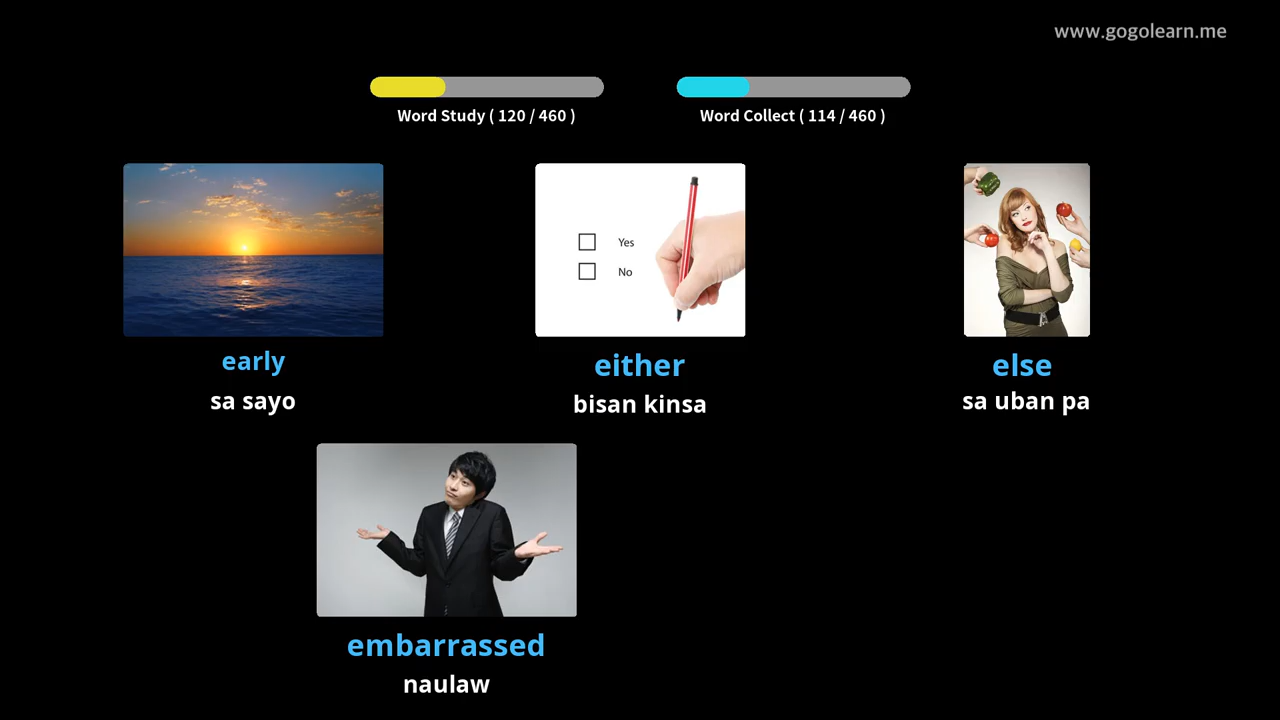 www.gogolearn.me
Word Study ( 120 / 460 )
Word Collect ( 114 / 460 )
Yes
No
early
sa sayo
either
bisan kinsa
else
sa uban pa
embarrassed
naulaw